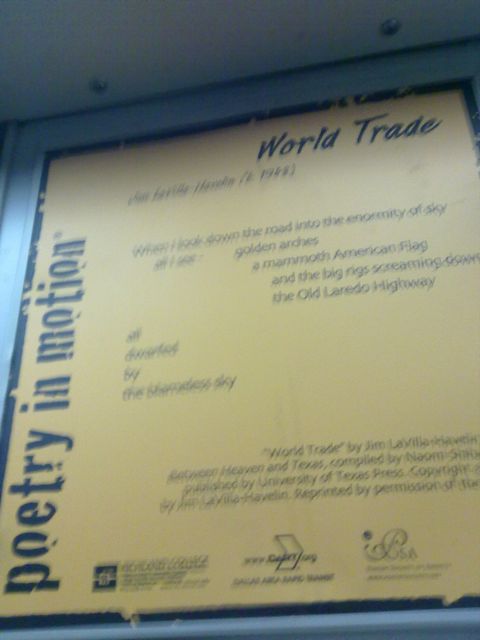 World Trade
Jim LaVilla-Havelin (b. 1948)
When I look down the road into the enormity of sky
all I see - golden arches
a mammoth American Flag
and the big rigs screaming down
the Old Laredo Highway
all
dwarfed
by
the blameless sky
poetry in motion®
"World Trade" by Jim LaVilla-Havelin
Between Heaven and Texas, compiled by Naomi
published by University of Texas Press. Copyright
by Jim LaVilla-Havelin. Reprinted by permission of
RICHLAND COLLEGE
www.DART.org
DALLAS AREA RAPID TRANSIT
PSA